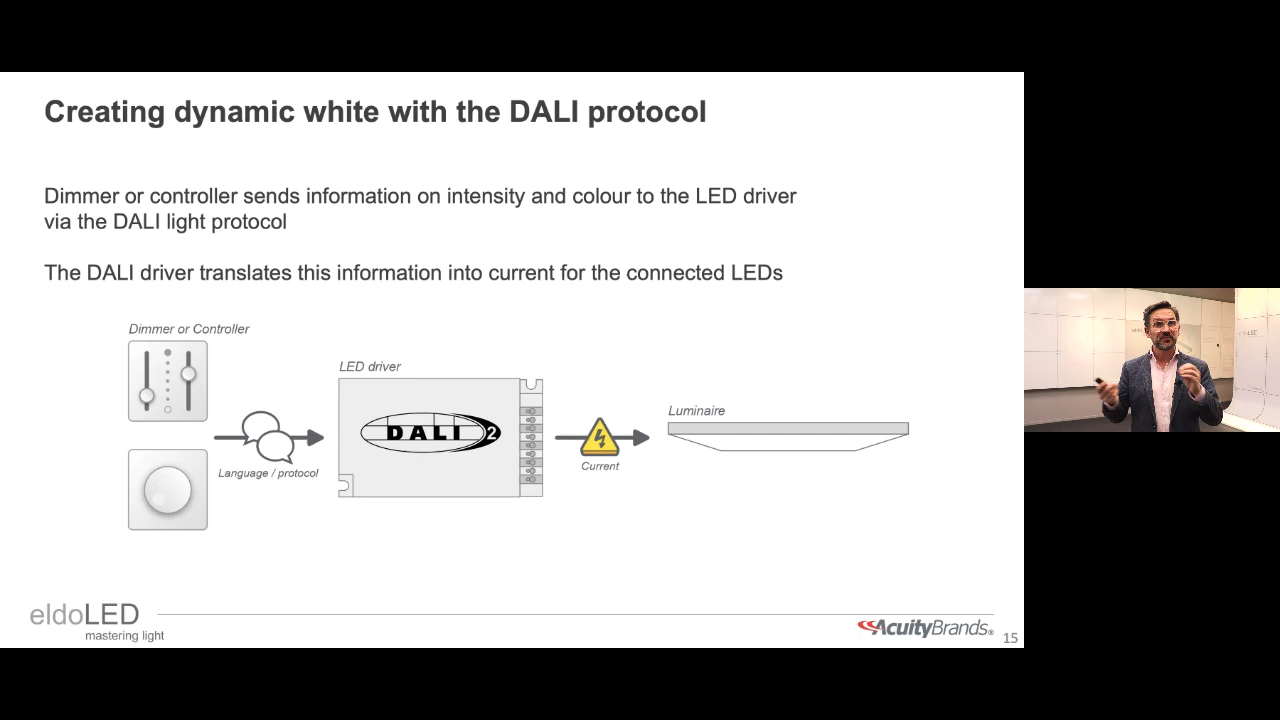 Creating dynamic white with the DALI protocol
Dimmer or controller sends information on intensity and colour to the LED driver
via the DALI light protocol
The DALI driver translates this information into current for the connected LEDs
Dimmer or Controller
LED driver
DALI 2
Luminaire
Language / protocol
Current
eldoLED
mastering light
AcuityBrands®
15